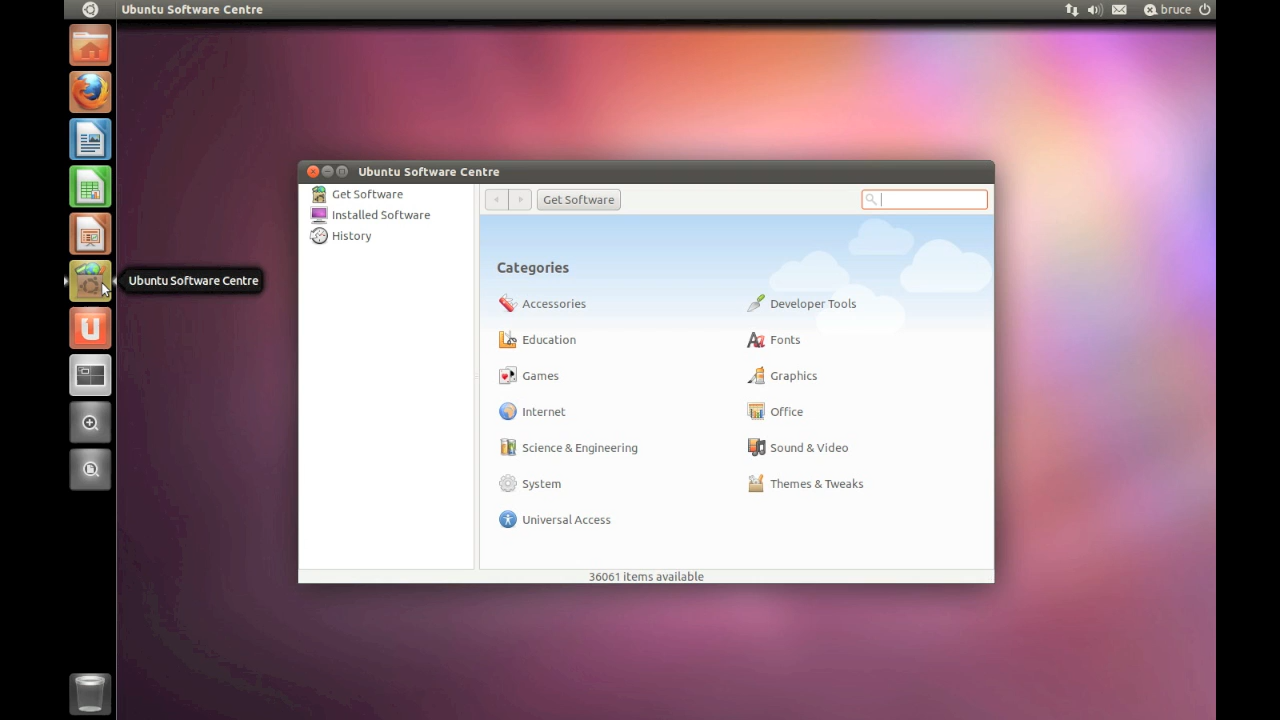 Ubuntu Software Centre
bruce
Ubuntu Software Centre
Get Software
Installed Software
History
Get Software
Categories
Accessories
Developer Tools
Education
Fonts
Games
Graphics
Internet
Office
Science & Engineering
Sound & Video
System
Themes & Tweaks
Universal Access
36061 items available
Ubuntu Software Centre
U